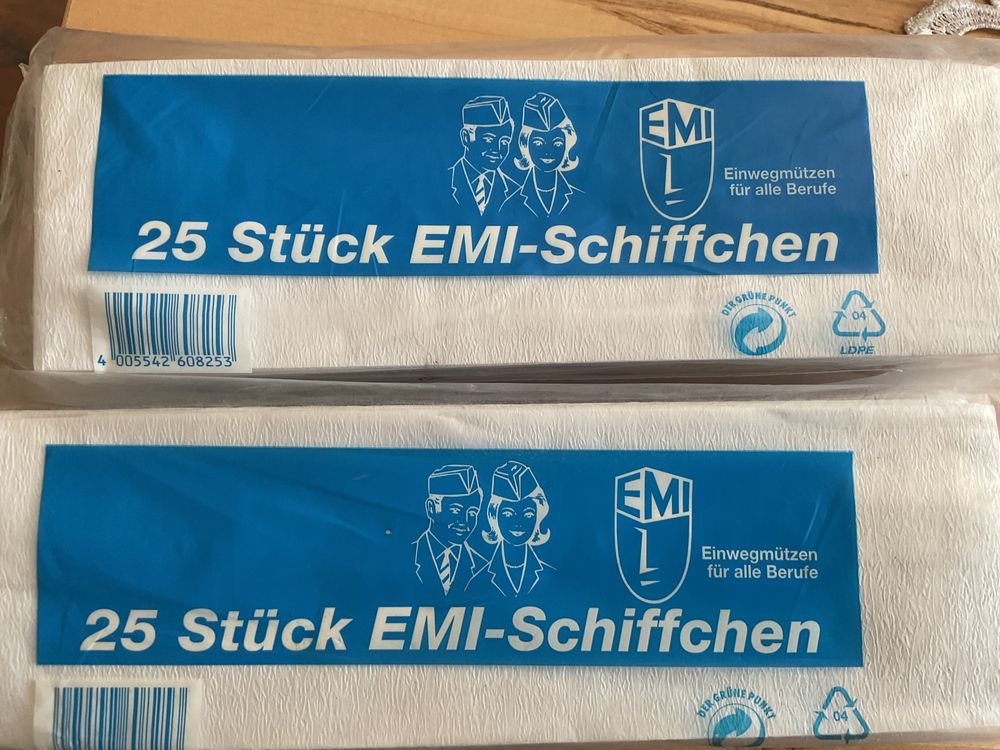 EMI
Einwegmützen
für alle Berufe
25 Stück EMI-Schiffchen
4 005542 608253
DER GRÜNE PUNKT
04
LDPE
EMI
Einwegmützen
für alle Berufe
25 Stück EMI-Schiffchen
DER GRÜNE PUNKT
04